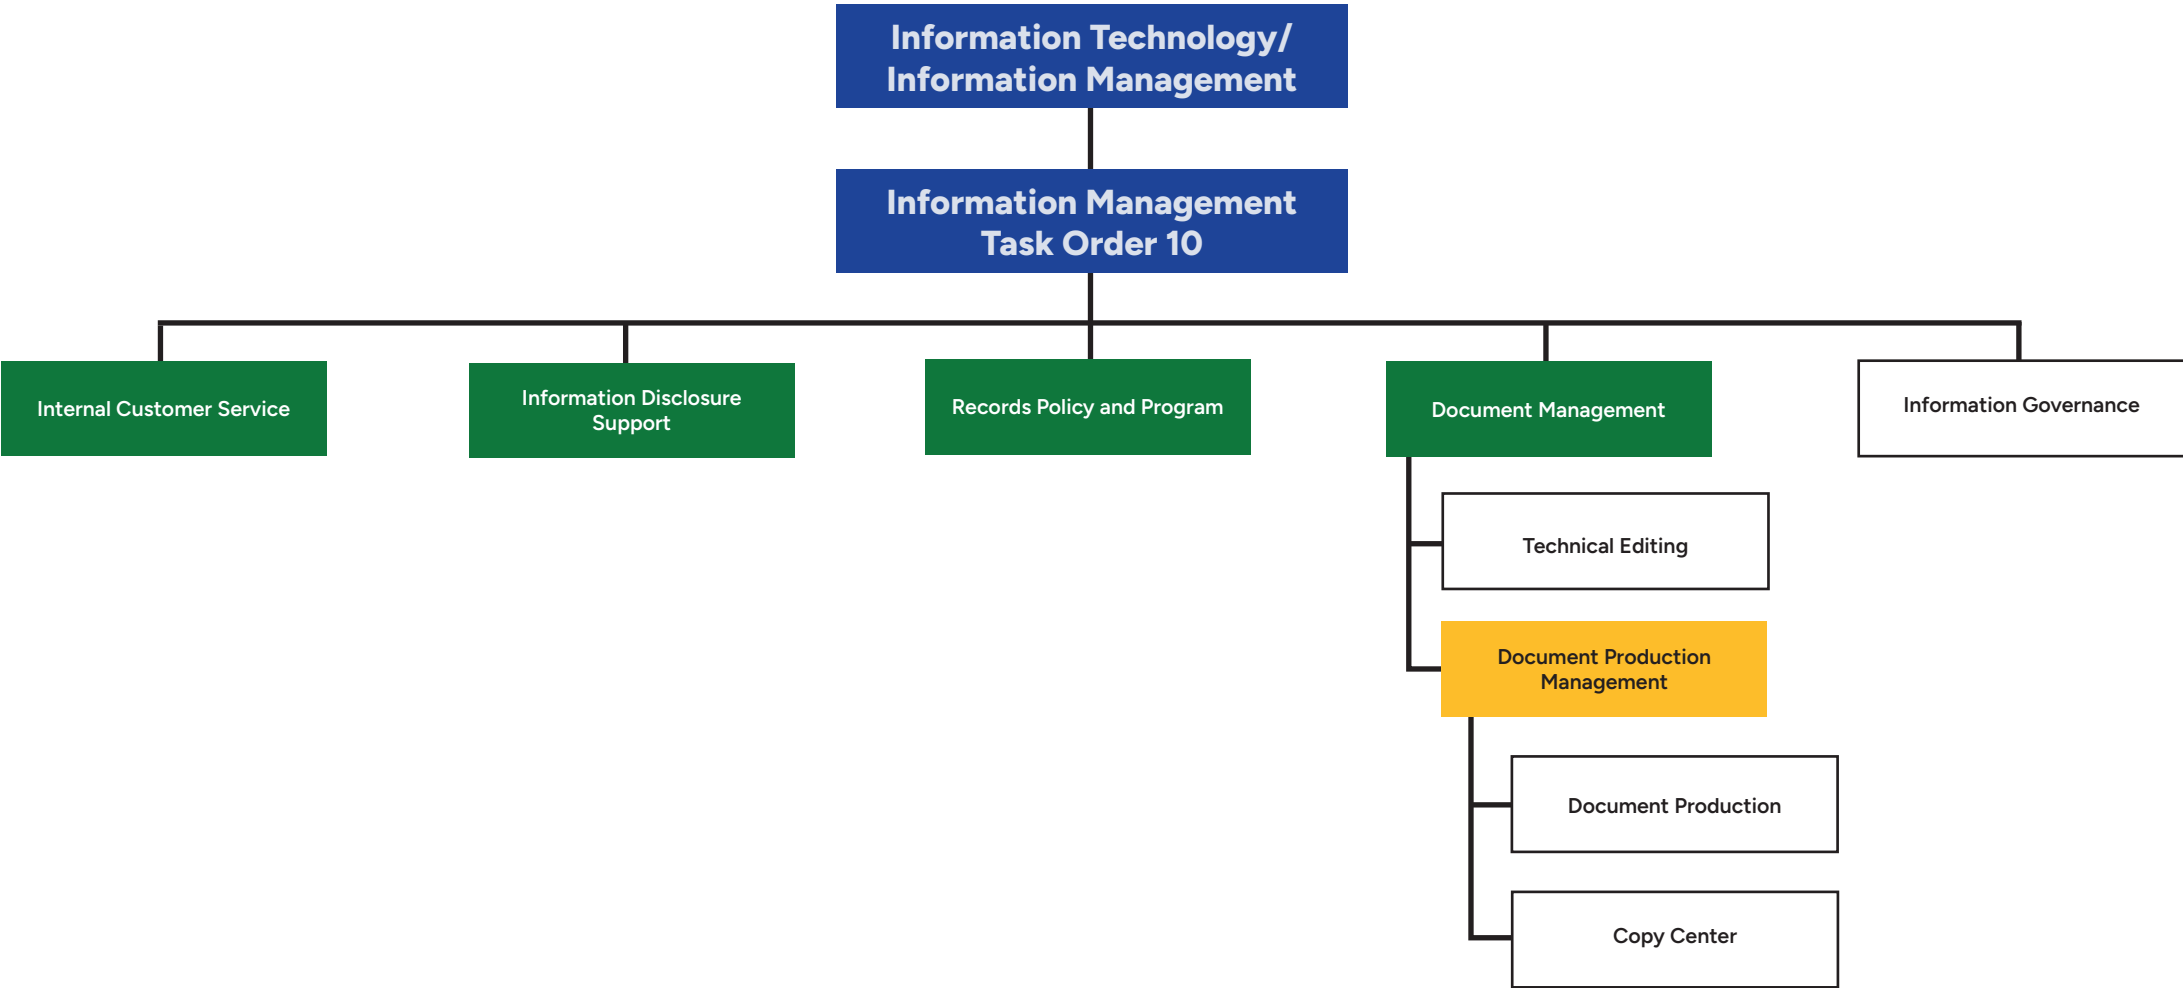 Information Technology/
Information Management
Information Management
Task Order 10
Internal Customer Service
Information Disclosure
Support
Records Policy and Program
Document Management
Information Governance
Technical Editing
Document Production
Management
Document Production
Copy Center